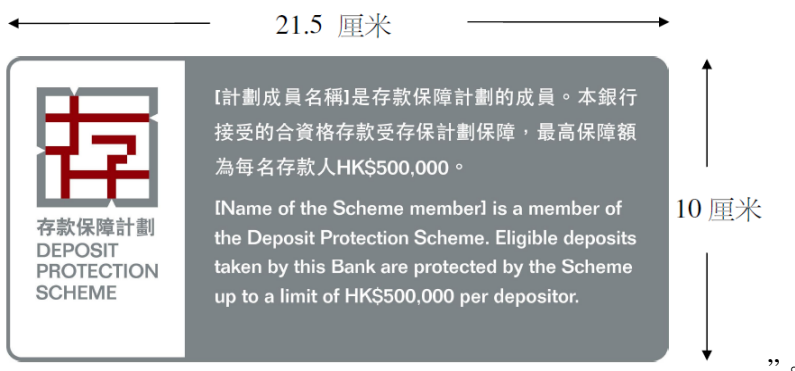 21.5 厘米
[計劃成員名稱]是存款保障計劃的成員。本銀行
接受的合資格存款受存保計劃保障，最高保障額
為每名存款人HK$500,000。
[Name of the Scheme member] is a member of
the Deposit Protection Scheme. Eligible deposits
taken by this Bank are protected by the Scheme
up to a limit of HK$500,000 per depositor.
存
存款保障計劃
DEPOSIT
PROTECTION
SCHEME
10 厘米
”。